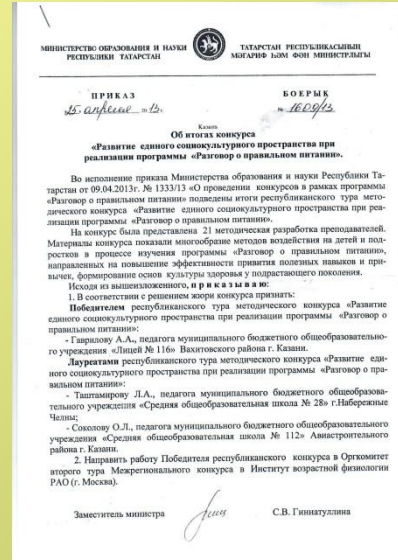 МИНИСТЕРСТВО ОБРАЗОВАНИЯ И НАУКИ
РЕСПУБЛИКИ ТАТАРСТАН
ТАТАРСТАН РЕСПУБЛИКАСЫНЫҢ
МӘГАРИФ ҺӘМ ФӘН МИНИСТРЛЫГЫ
ПРИКАЗ
БОЕРЫК
25 апреля 13.
№ 1609/13
Казань
Об итогах конкурса
«Развитие единого социокультурного пространства при
реализации программы «Разговор о правильном питании».
Во исполнение приказа Министерства образования и науки Республики Та-
тарстан от 09.04.2013г. № 1333/13 «О проведении конкурсов в рамках программы
«Разговор о правильном питании» подведены итоги республиканского тура мето-
дического конкурса «Развитие единого социокультурного пространства при реа-
лизации программы «Разговор о правильном питании».
На конкурс была представлена 21 методическая разработка преподавателей.
Материалы конкурса показали многообразие методов воздействия на детей и под-
ростков в процессе изучения программы «Разговор о правильном питании»,
направленных на повышение эффективности привития полезных навыков и при-
вычек, формирование основ культуры здоровья у подрастающего поколения.
Исходя из вышеизложенного, п р и к а з ы в а ю:
1. В соответствии с решением жюри конкурса признать:
Победителем республиканского тура методического конкурса «Развитие
единого социокультурного пространства при реализации программы «Разговор о
правильном питании»:
- Гаврилову А.А., педагога муниципального бюджетного общеобразовательно-
го учреждения «Лицей № 116» Вахитовского района г. Казани.
Лауреатами республиканского тура методического конкурса «Развитие еди-
ного социокультурного пространства при реализации программы «Разговор о пра-
вильном питании»:
- Таштамирову Л.А., педагога муниципального бюджетного общеобразова-
тельного учреждения «Средняя общеобразовательная школа № 28» г.Набережные
Челны;
- Соколову О.Л., педагога муниципального бюджетного общеобразовательного
учреждения «Средняя общеобразовательная школа № 112» Авиастроительного
района г. Казани.
2. Направить работу Победителя республиканского конкурса в Оргкомитет
второго тура Межрегионального конкурса в Институт возрастной физиологии
РАО (г. Москва).
Заместитель министра
С.В. Гиннатуллина